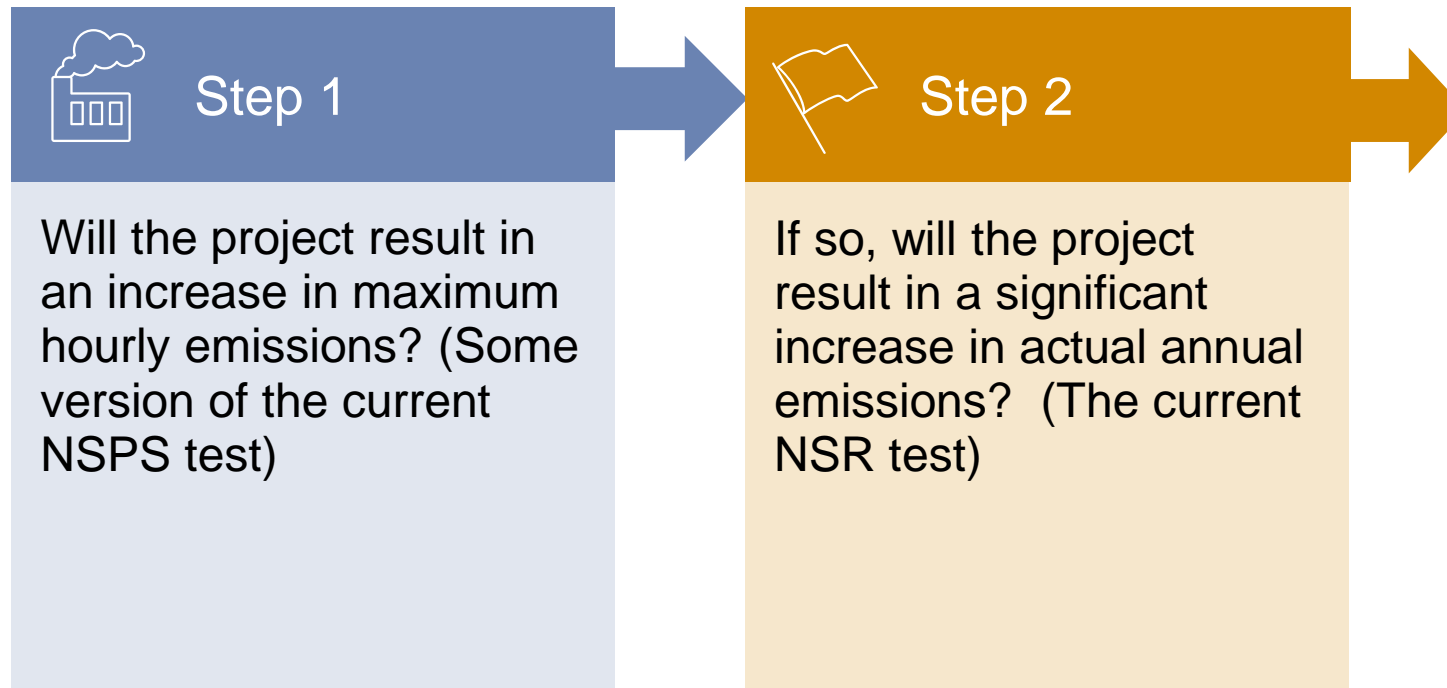 Step 1
Will the project result in
an increase in maximum
hourly emissions? (Some
version of the current
NSPS test)
Step 2
If so, will the project
result in a significant
increase in actual annual
emissions?  (The current
NSR test)